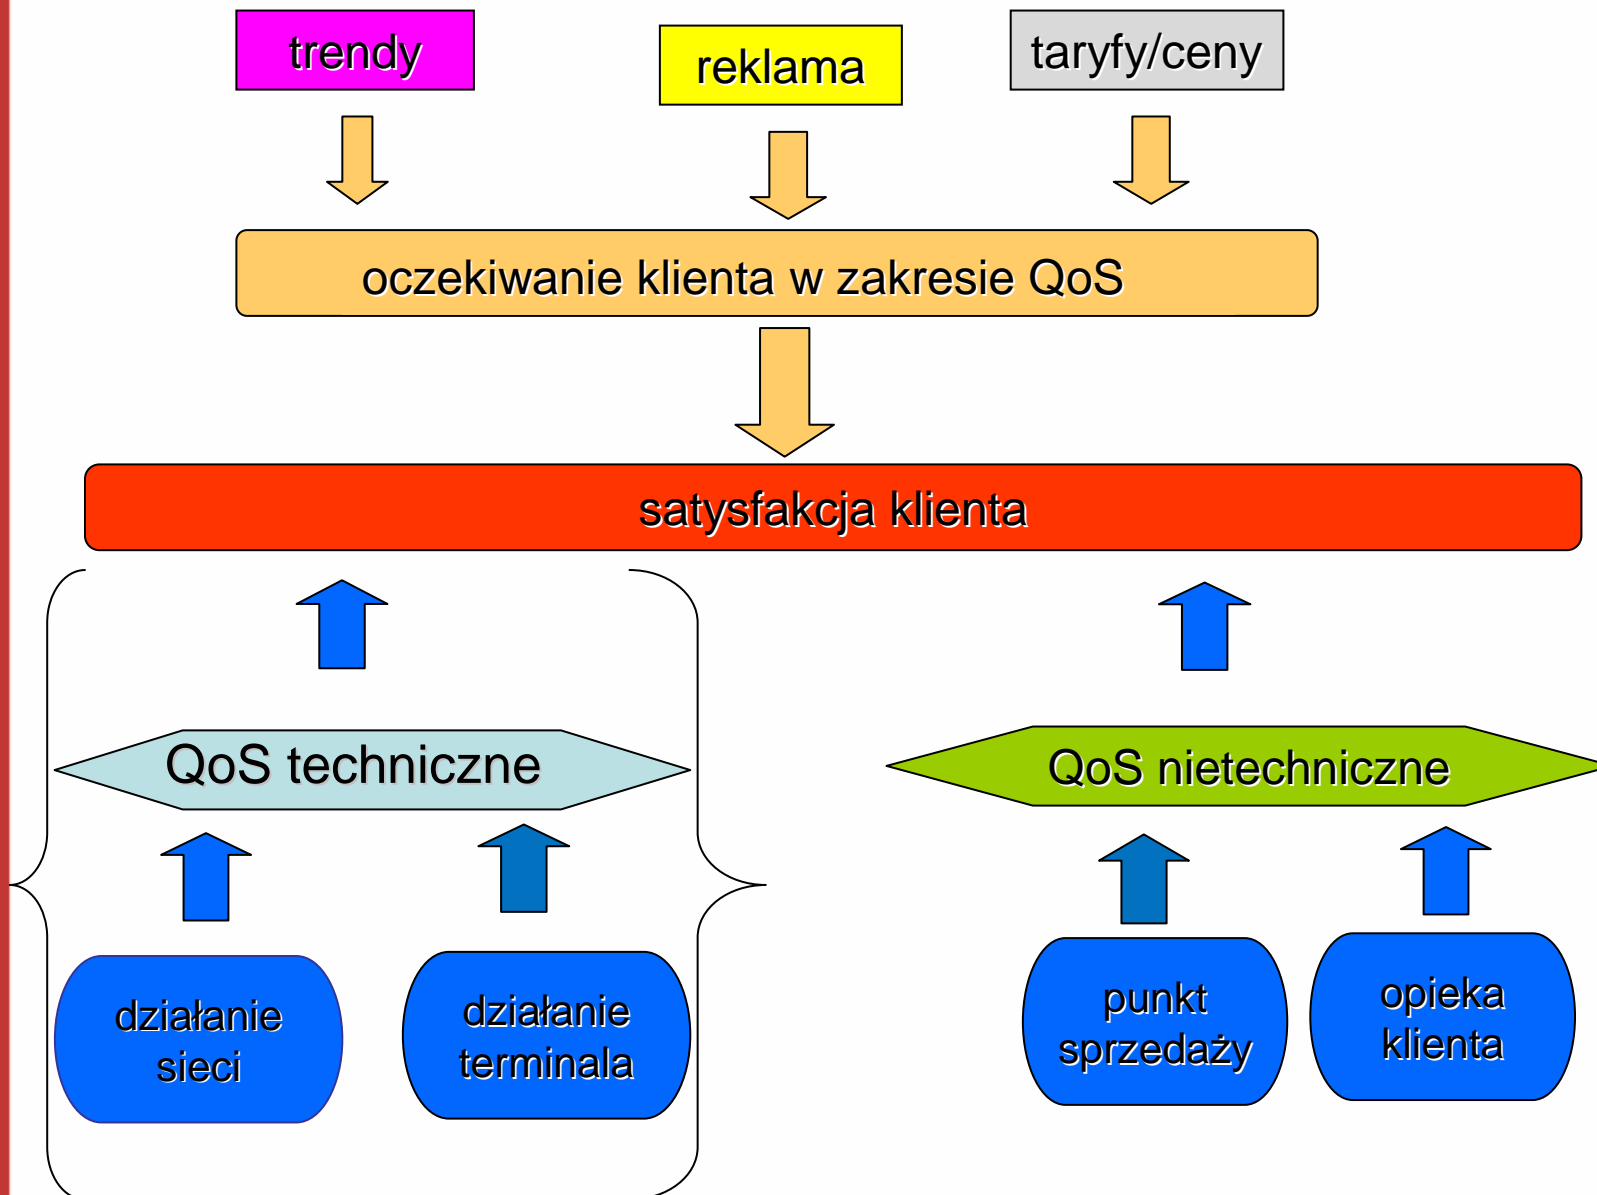 trendy
reklama
taryfy/ceny
oczekiwanie klienta w zakresie QoS
satysfakcja klienta
QoS techniczne
QoS nietechniczne
działanie
sieci
działanie
terminala
punkt
sprzedaży
opieka
klienta